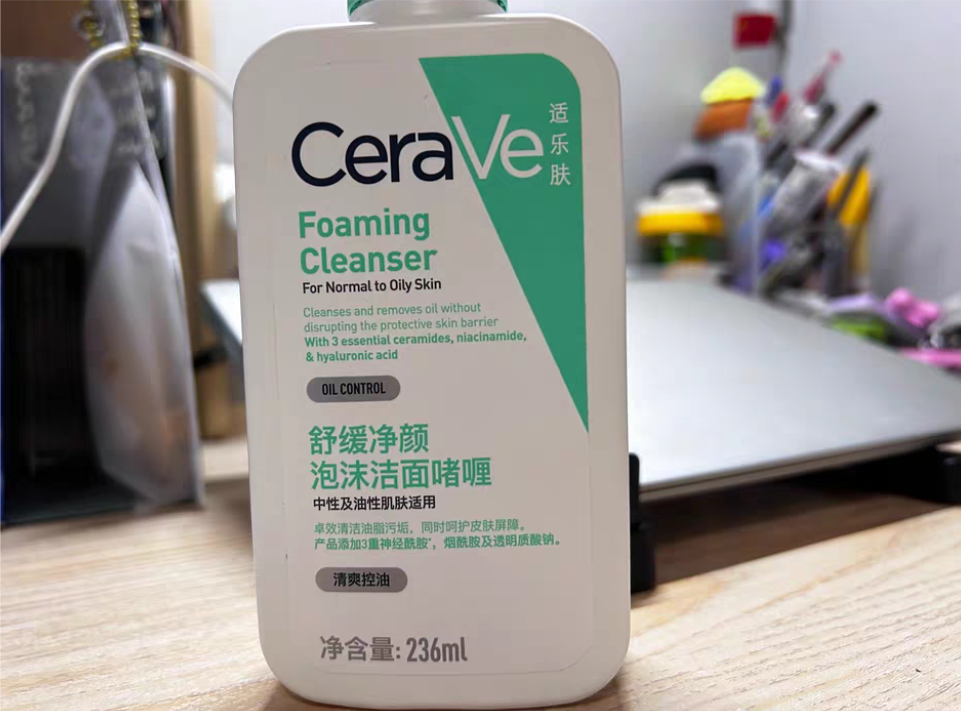 CeraVe
适乐肤
Foaming
Cleanser
For Normal to Oily Skin
Cleanses and removes oil without
disrupting the protective skin barrier
With 3 essential ceramides, niacinamide,
& hyaluronic acid
OIL CONTROL
舒缓净颜
泡沫洁面啫喱
中性及油性肌肤适用
卓效清洁油脂污垢，同时呵护皮肤屏障。
产品添加3重神经酰胺*，烟酰胺及透明质酸钠。
清爽控油
净含量: 236ml